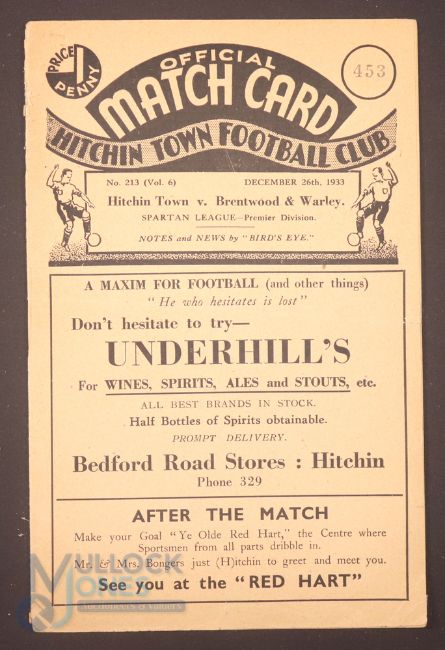 PRICE
1
PENNY
OFFICIAL
MATCH CARD
453
HITCHIN TOWN FOOTBALL CLUB
No. 213 (Vol. 6) DECEMBER 26th, 1933
Hitchin Town v. Brentwood & Warley.
SPARTAN LEAGUE—Premier Division.
NOTES and NEWS by "BIRD'S EYE."
A MAXIM FOR FOOTBALL (and other things)
"He who hesitates is lost"
Don't hesitate to try—
UNDERHILL'S
For WINES, SPIRITS, ALES and STOUTS, etc.
ALL BEST BRANDS IN STOCK.
Half Bottles of Spirits obtainable.
PROMPT DELIVERY.
Bedford Road Stores : Hitchin
Phone 329
AFTER THE MATCH
Make your Goal "Ye Olde Red Hart," the Centre where
Sportsmen from all parts dribble in.
Mr. & Mrs. Bongers just (H)itchin to greet and meet you.
See you at the "RED HART"
MULLOCK
JONES
Auctioneers & Valuers